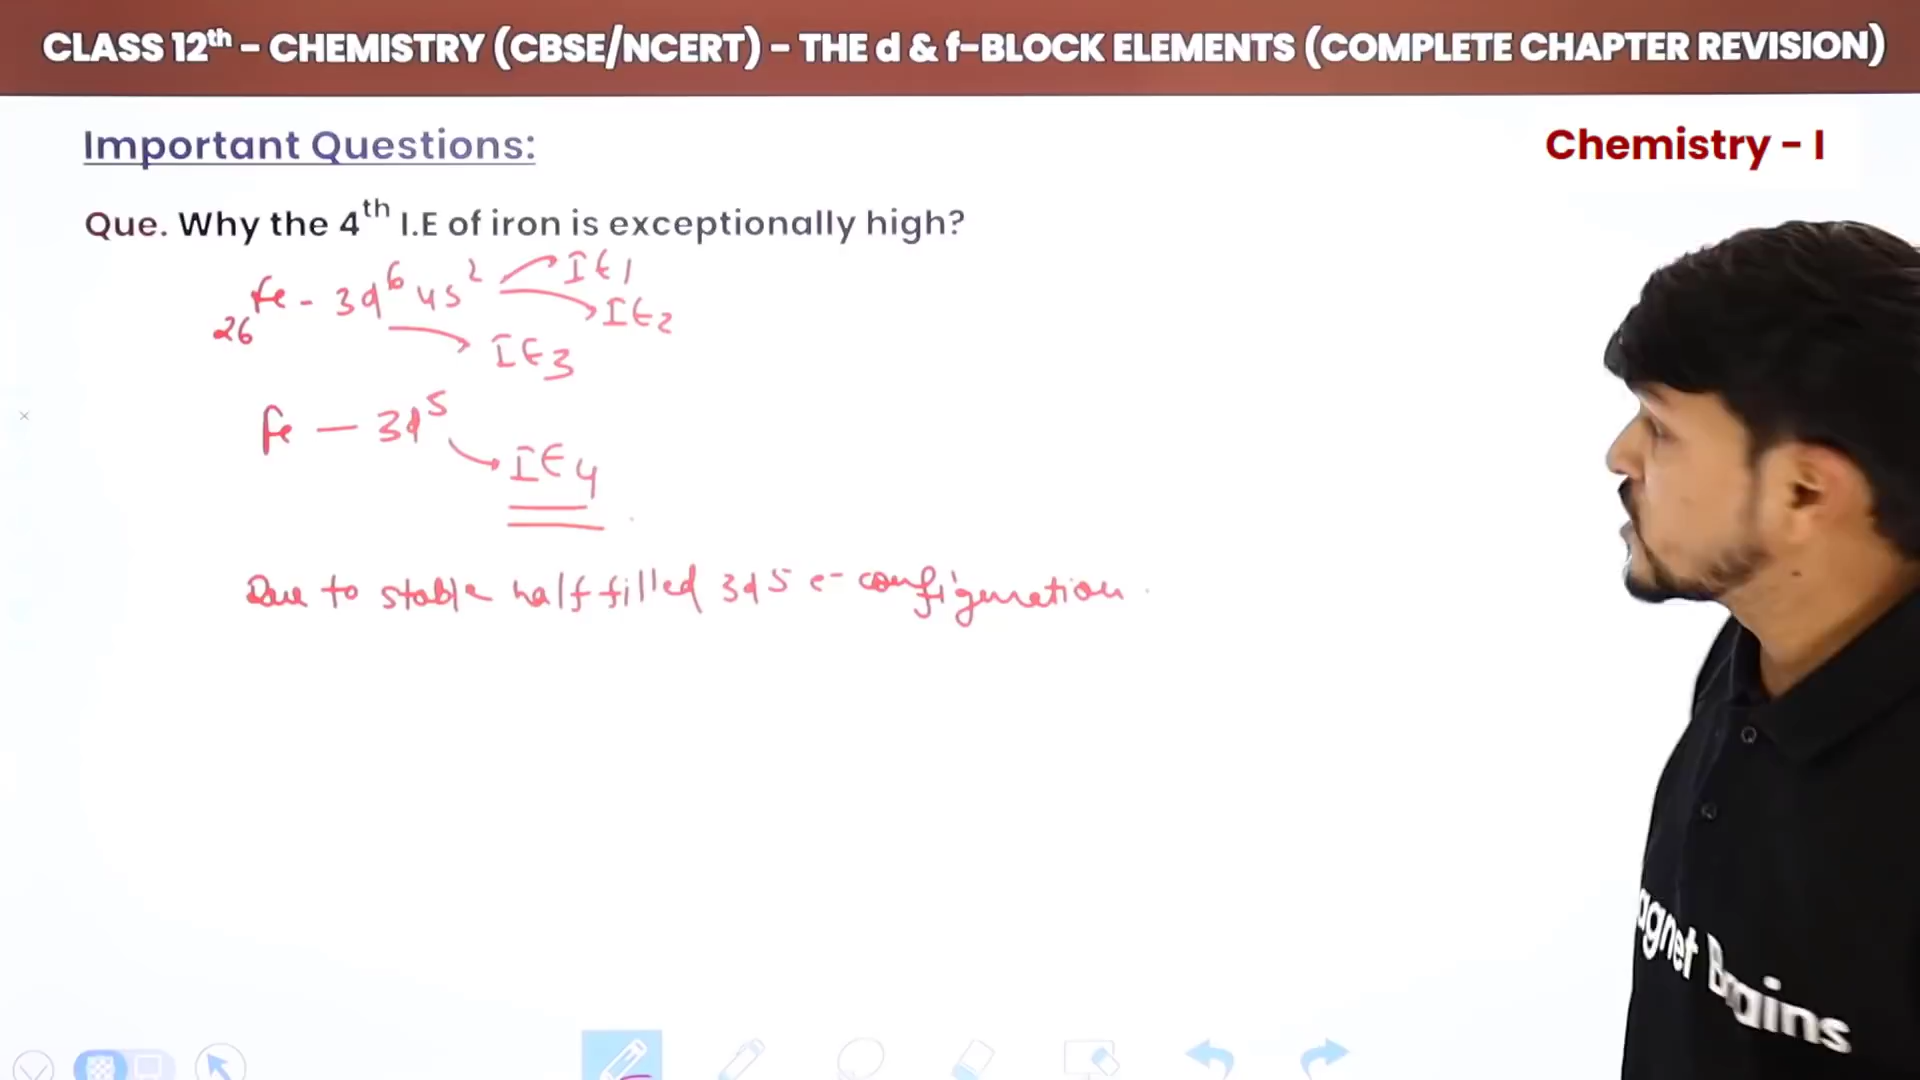 CLASS 12th - CHEMISTRY (CBSE/NCERT) - THE d & f-BLOCK ELEMENTS (COMPLETE CHAPTER REVISION)
Important Questions:
Chemistry - I
Que. Why the 4th I.E of iron is exceptionally high?
26Fe - 3d6 4s2 IE1
IE2
IE3
Fe — 3d5
IE4
Due to stable half filled 3d5 e- configuration.
agnet Brains